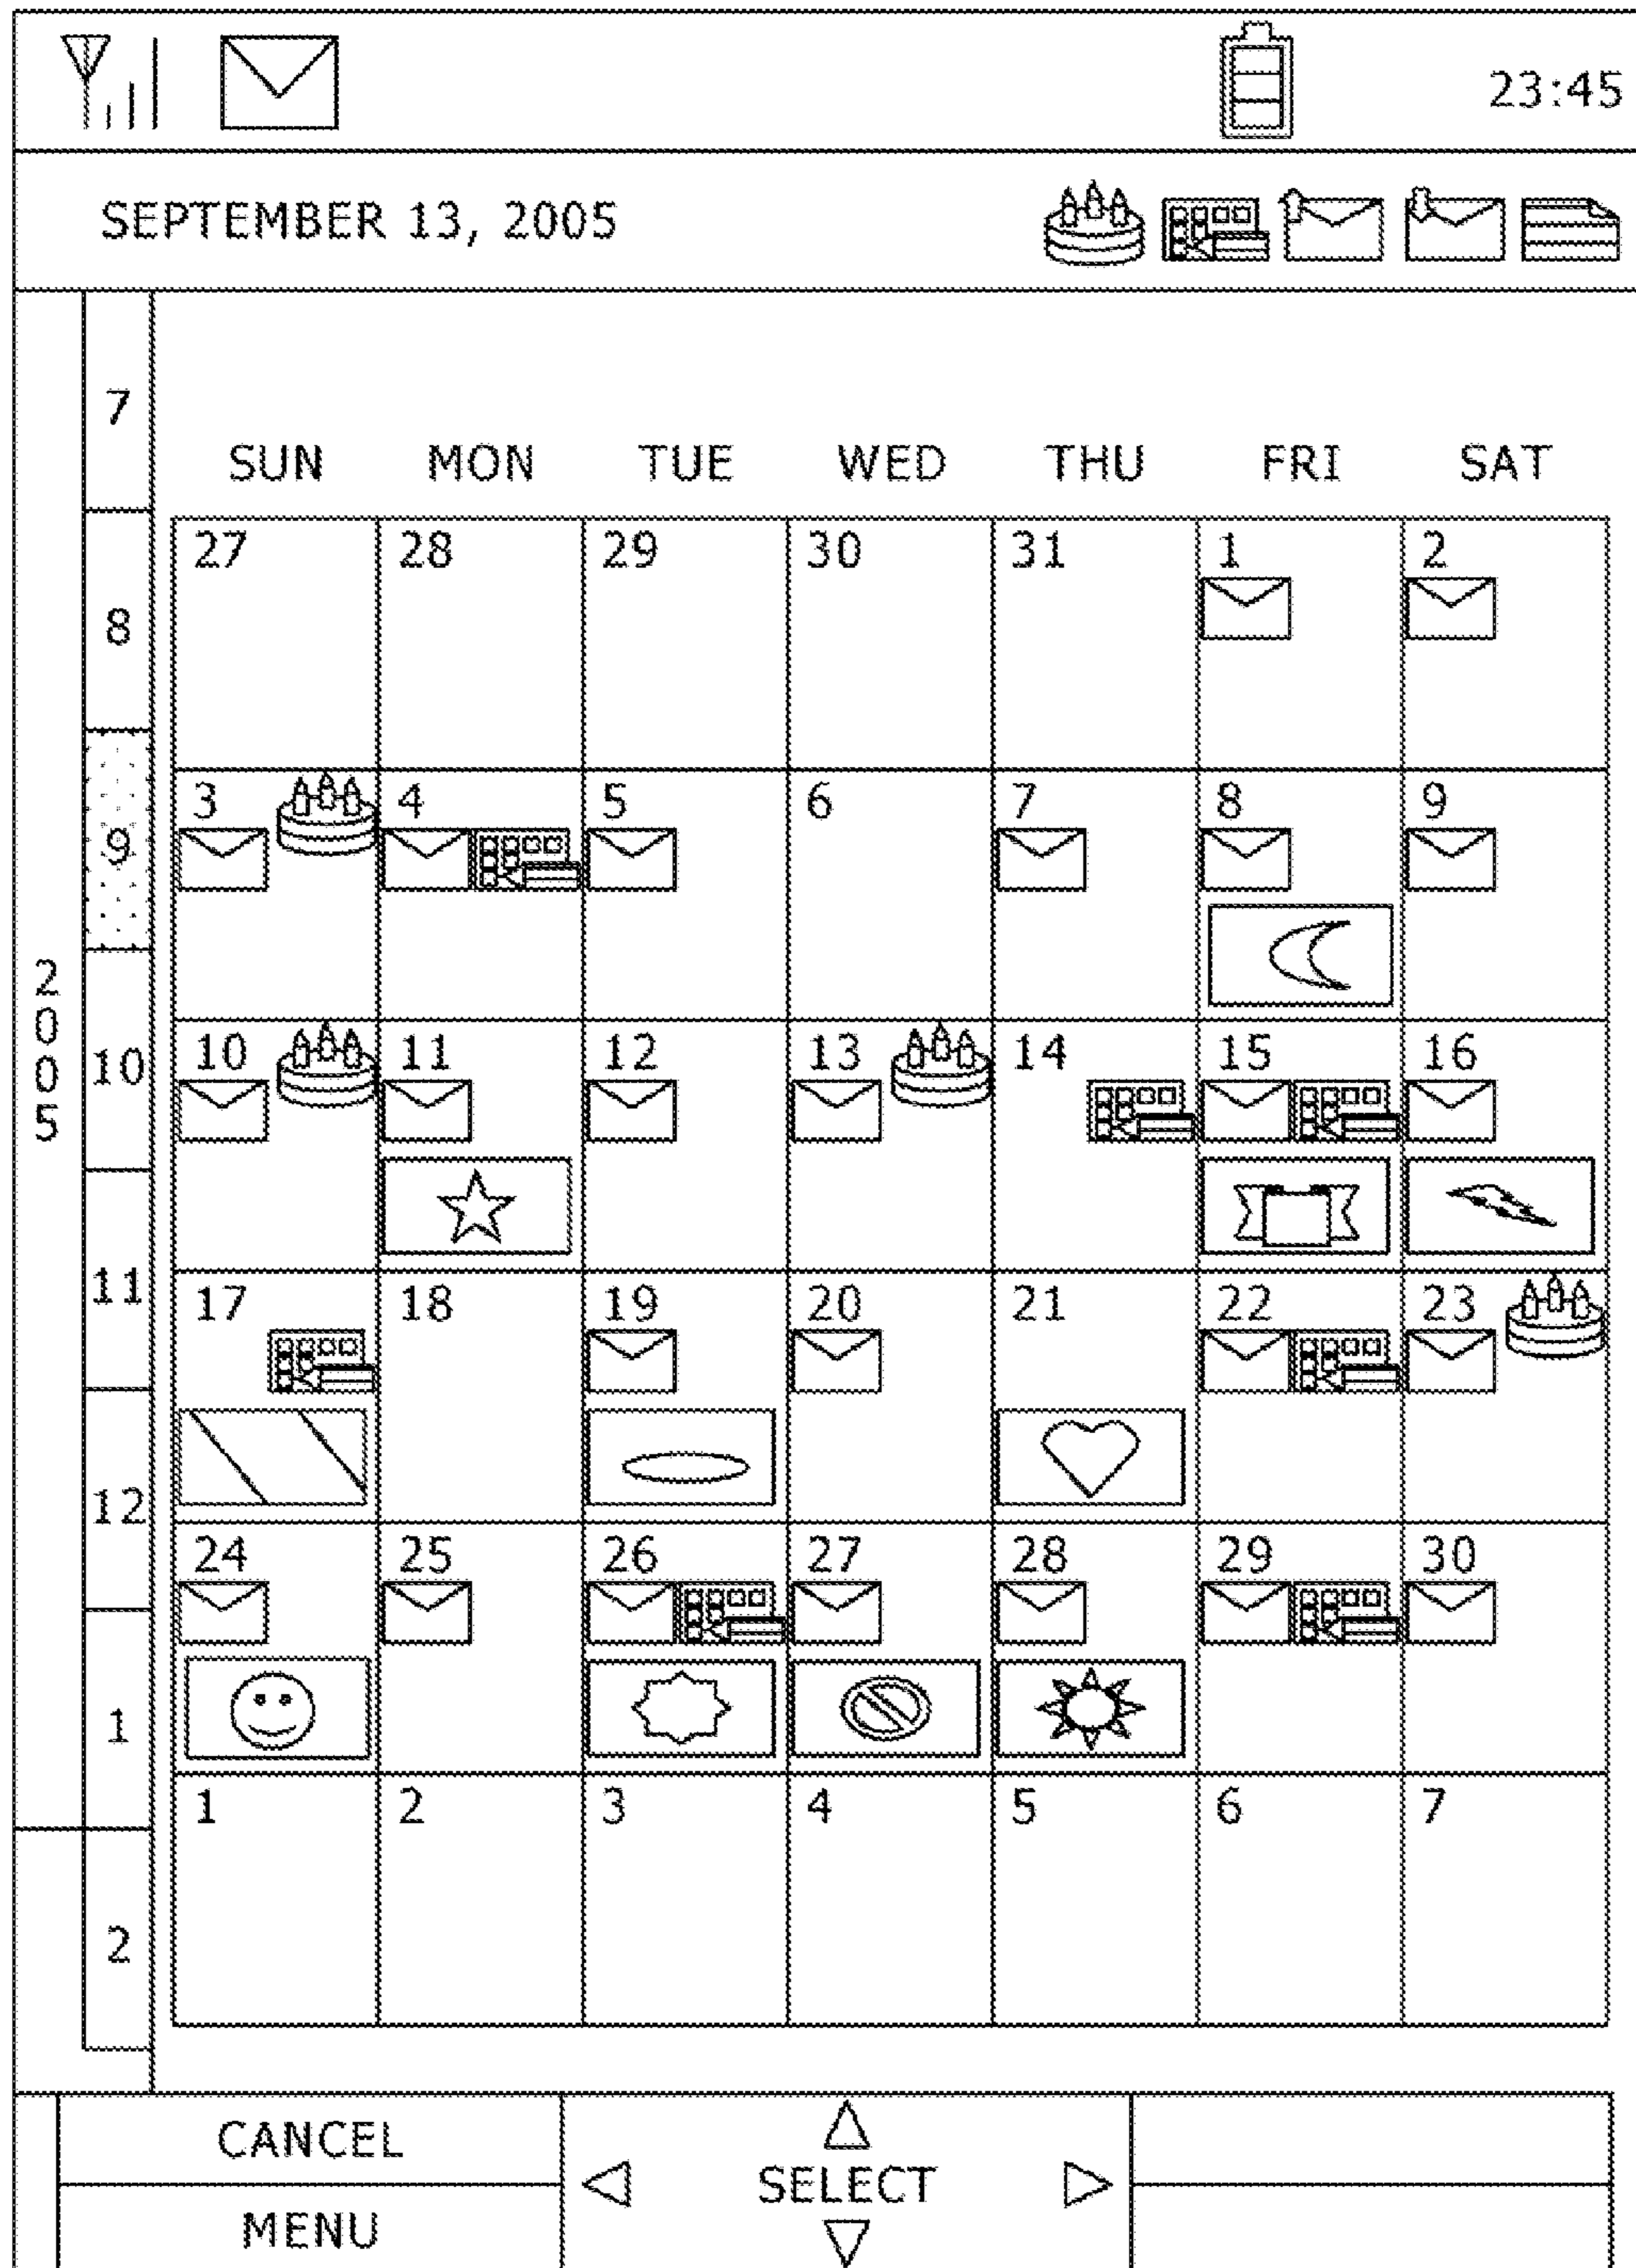 23:45
SEPTEMBER 13, 2005
2005
7
8
9
10
11
12
1
2
SUN MON TUE WED THU FRI SAT
27 28 29 30 31 1 2
3 4 5 6 7 8 9
10 11 12 13 14 15 16
17 18 19 20 21 22 23
24 25 26 27 28 29 30
1 2 3 4 5 6 7
CANCEL
SELECT
MENU